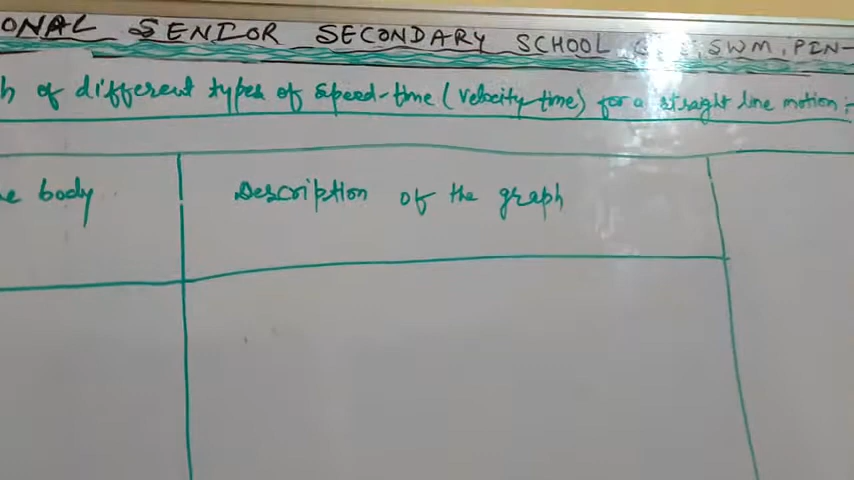 ONAL SENIOR SECONDARY SCHOOL SWM, PIN-
h of different types of speed-time (velocity-time) for a straight line motion :-
e body
Description of the graph